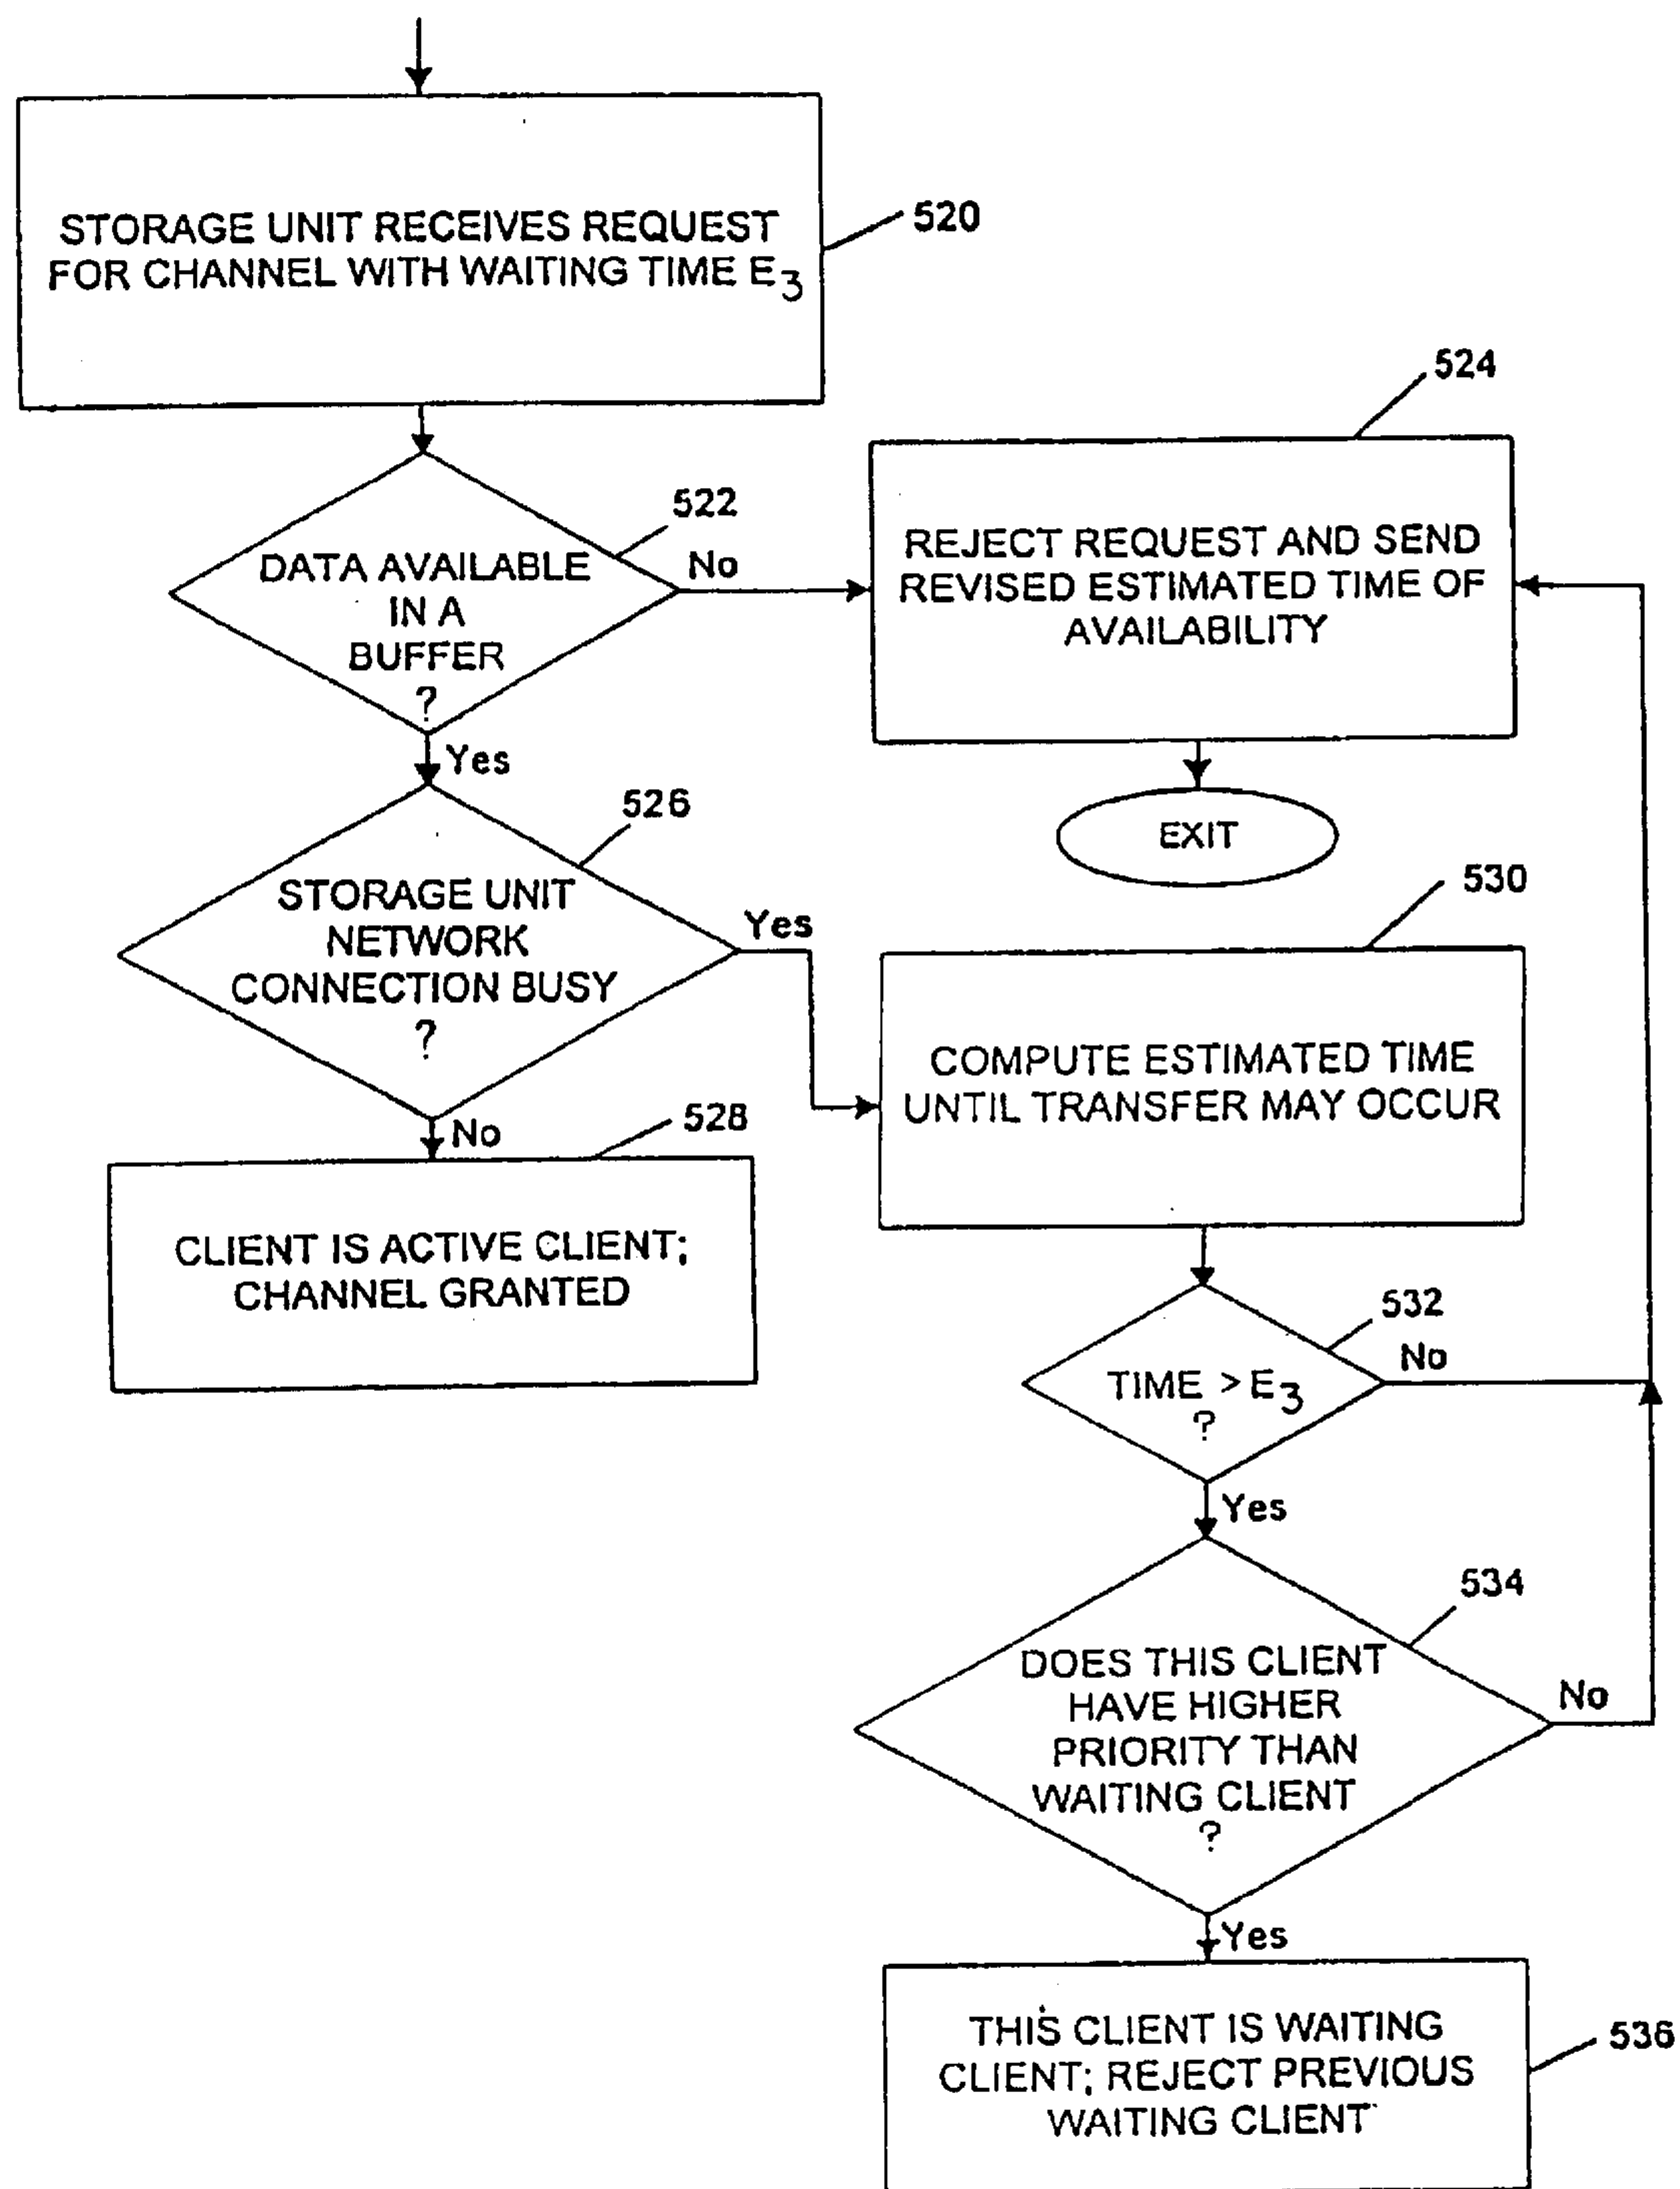 STORAGE UNIT RECEIVES REQUEST
FOR CHANNEL WITH WAITING TIME E3
520
524
522
DATA AVAILABLE
IN A
BUFFER
?
No
REJECT REQUEST AND SEND
REVISED ESTIMATED TIME OF
AVAILABILITY
Yes
EXIT
526
STORAGE UNIT
NETWORK
CONNECTION BUSY
?
Yes
530
COMPUTE ESTIMATED TIME
UNTIL TRANSFER MAY OCCUR
No
528
CLIENT IS ACTIVE CLIENT;
CHANNEL GRANTED
532
TIME > E3
?
No
Yes
534
DOES THIS CLIENT
HAVE HIGHER
PRIORITY THAN
WAITING CLIENT
?
No
Yes
THIS CLIENT IS WAITING
CLIENT; REJECT PREVIOUS
WAITING CLIENT
536